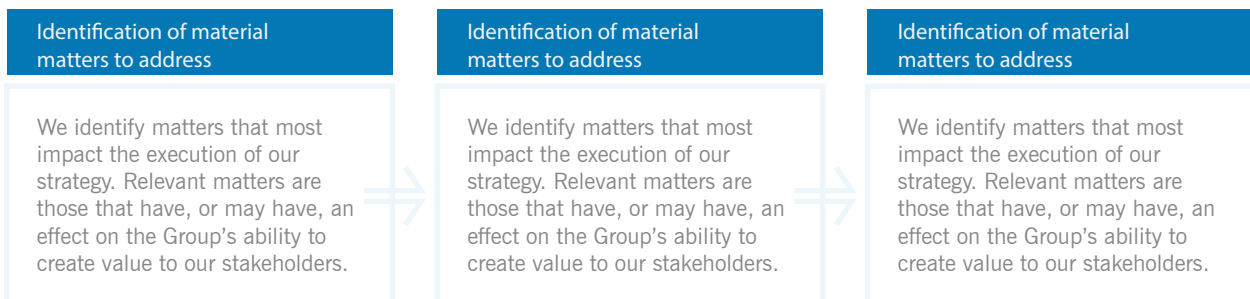 Identification of material
matters to address
We identify matters that most
impact the execution of our
strategy. Relevant matters are
those that have, or may have, an
effect on the Group’s ability to
create value to our stakeholders.
Identification of material
matters to address
We identify matters that most
impact the execution of our
strategy. Relevant matters are
those that have, or may have, an
effect on the Group’s ability to
create value to our stakeholders.
Identification of material
matters to address
We identify matters that most
impact the execution of our
strategy. Relevant matters are
those that have, or may have, an
effect on the Group’s ability to
create value to our stakeholders.